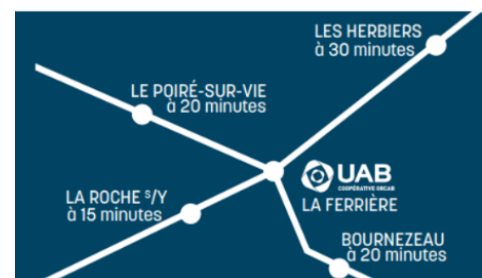 LES HERBIERS
à 30 minutes
LE POIRÉ-SUR-VIE
à 20 minutes
UAB
COOPÉRATIVE ORCAB
LA FERRIÈRE
LA ROCHE S/Y
à 15 minutes
BOURNEZEAU
à 20 minutes